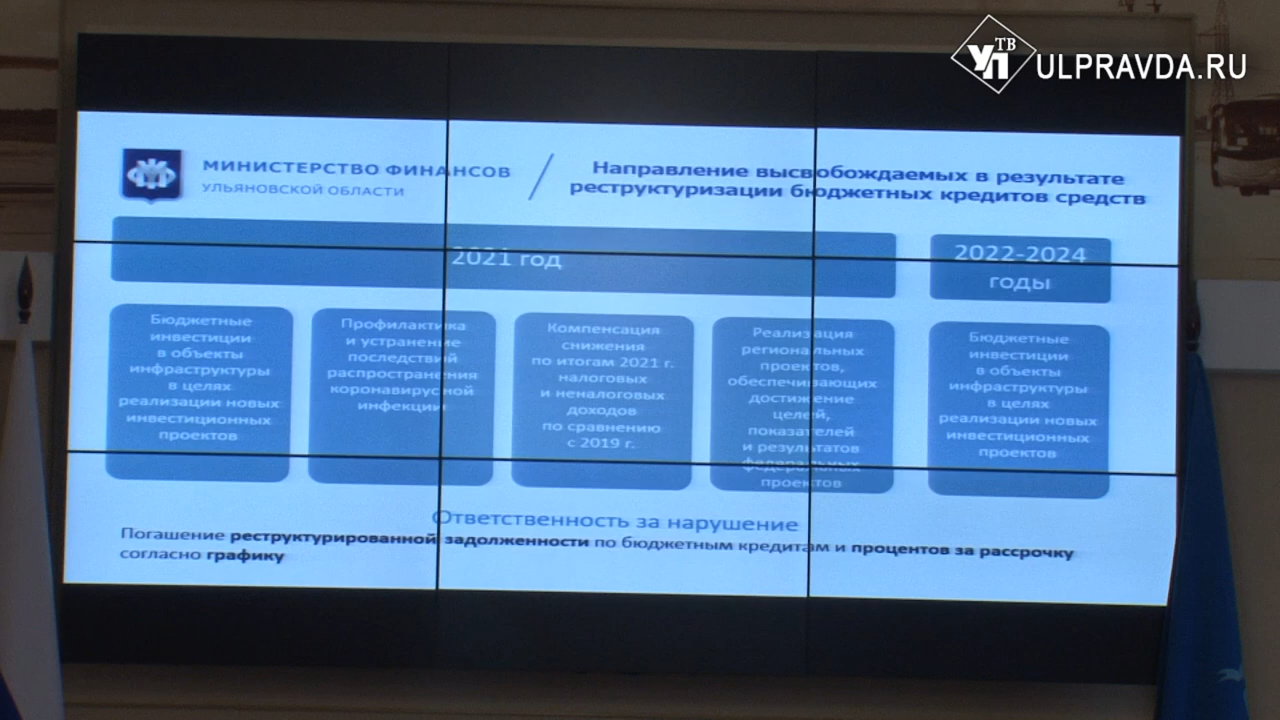 УП ТВ
ULPRAVDA.RU
МИНИСТЕРСТВО ФИНАНСОВ
УЛЬЯНОВСКОЙ ОБЛАСТИ
Направление высвобождаемых в результате
реструктуризации бюджетных кредитов средств
2021 год
2022-2024
годы
Бюджетные
инвестиции
в объекты
инфраструктуры
в целях
реализации новых
инвестиционных
проектов
Профилактика
и устранение
последствий
распространения
коронавирусной
инфекции
Компенсация
снижения
по итогам 2021 г.
налоговых
и неналоговых
доходов
по сравнению
с 2019 г.
Реализация
региональных
проектов,
обеспечивающих
достижение
целей,
показателей
и результатов
федеральных
проектов
Бюджетные
инвестиции
в объекты
инфраструктуры
в целях
реализации новых
инвестиционных
проектов
Ответственность за нарушение
Погашение реструктурированной задолженности по бюджетным кредитам и процентов за рассрочку
согласно графику